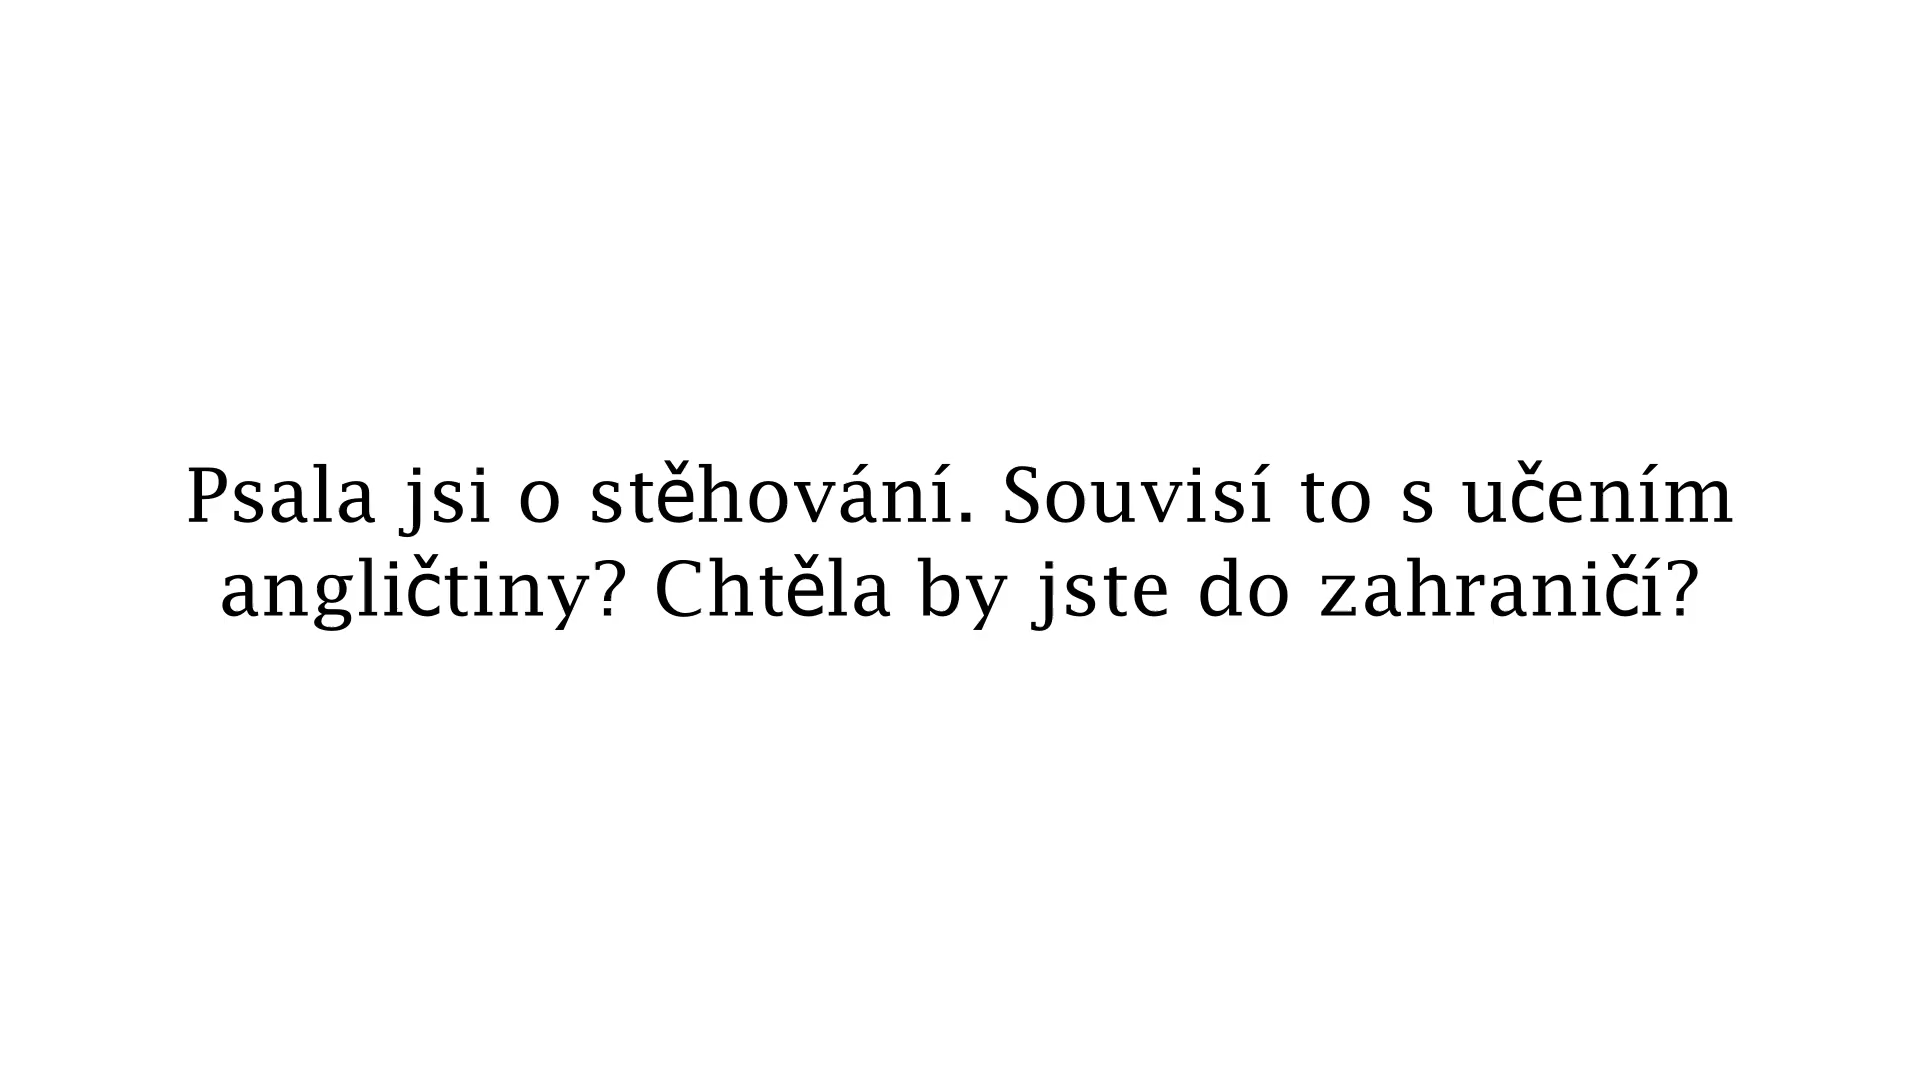 Psala jsi o stěhování. Souvisí to s učením
angličtiny? Chtěla by jste do zahraničí?